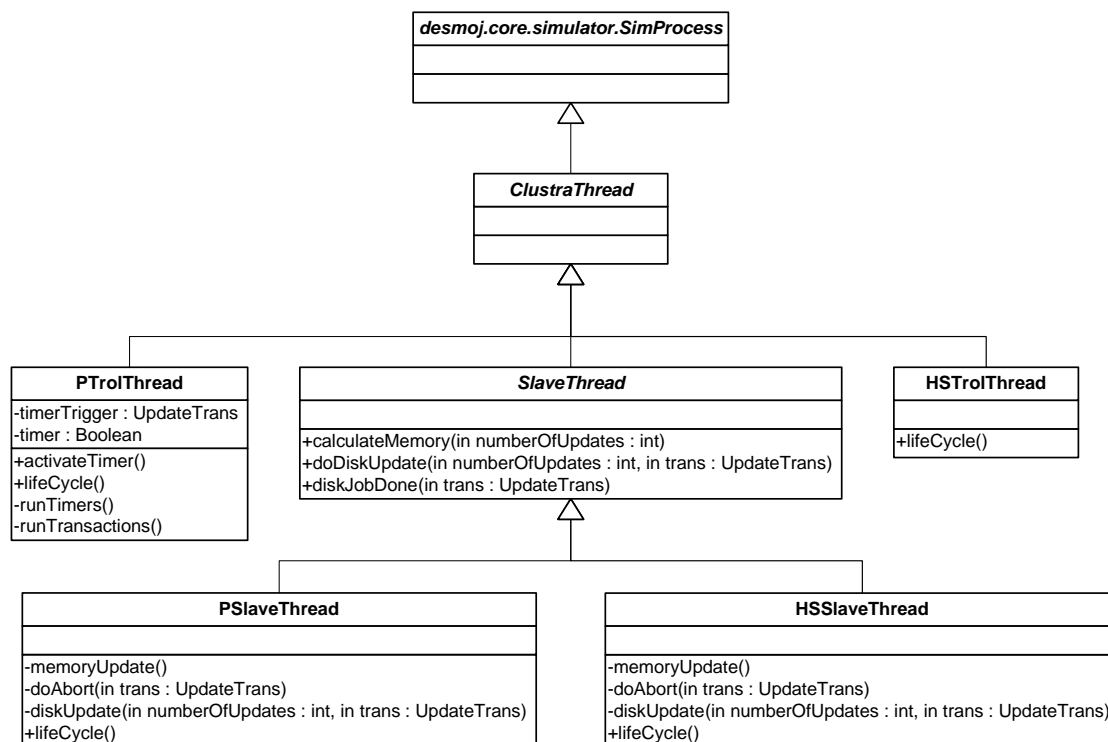 desmoj.core.simulator.SimProcess
ClustraThread
PTrolThread
-timerTrigger : UpdateTrans
-timer : Boolean
+activateTimer()
+lifeCycle()
-runTimers()
-runTransactions()
SlaveThread
+calculateMemory(in numberOfUpdates : int)
+doDiskUpdate(in numberOfUpdates : int, in trans : UpdateTrans)
+diskJobDone(in trans : UpdateTrans)
HSTrolThread
+lifeCycle()
PSlaveThread
-memoryUpdate()
-doAbort(in trans : UpdateTrans)
-diskUpdate(in numberOfUpdates : int, in trans : UpdateTrans)
+lifeCycle()
HSSlaveThread
-memoryUpdate()
-doAbort(in trans : UpdateTrans)
-diskUpdate(in numberOfUpdates : int, in trans : UpdateTrans)
+lifeCycle()